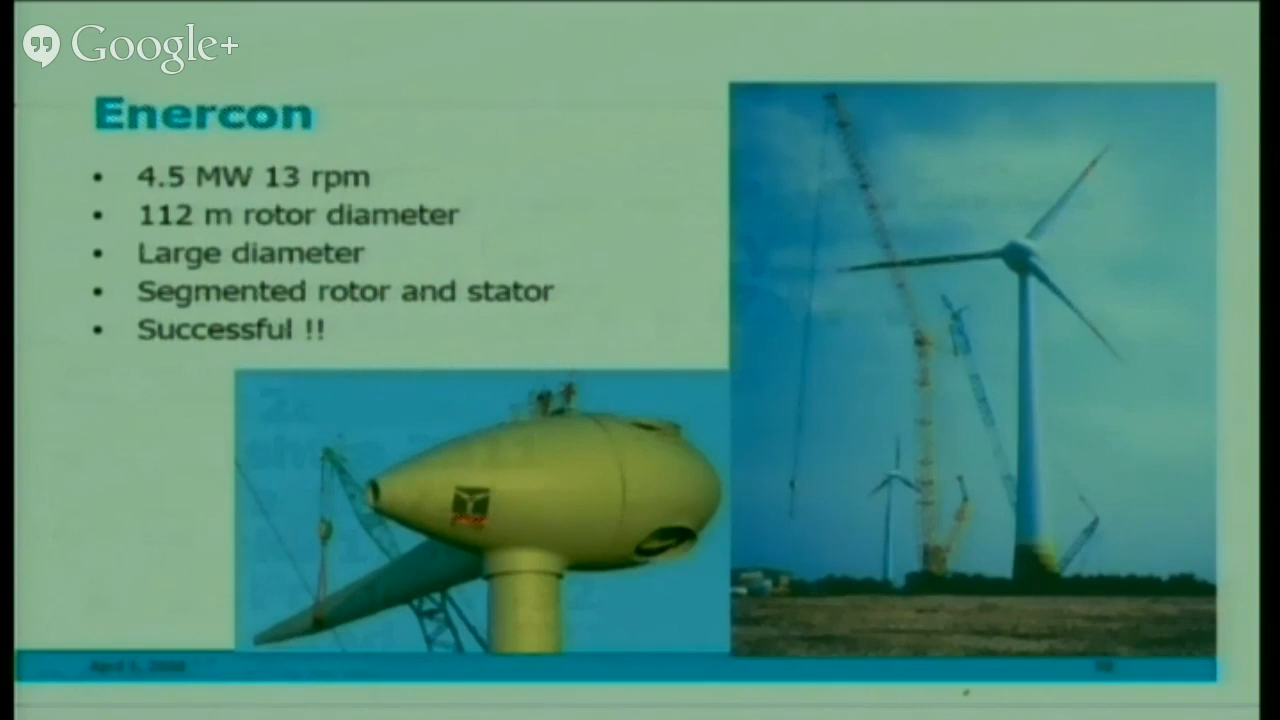 Google+
Enercon
• 4.5 MW 13 rpm
• 112 m rotor diameter
• Large diameter
• Segmented rotor and stator
• Successful !!